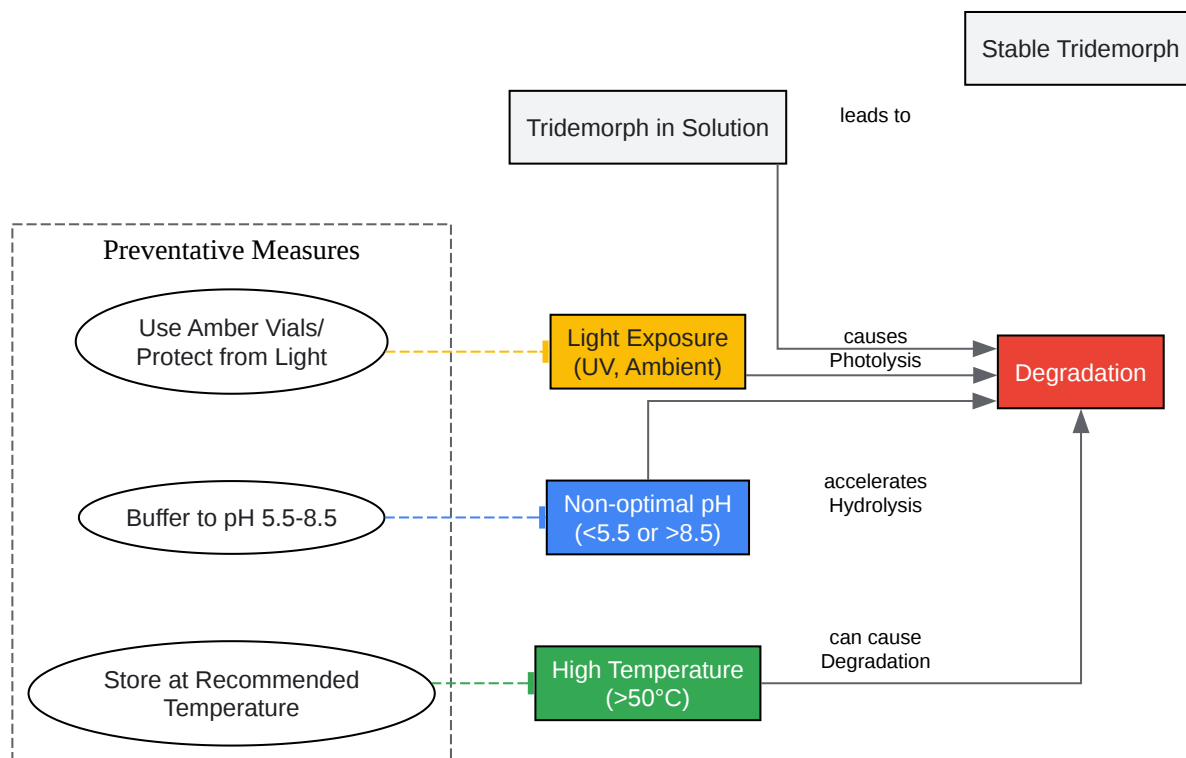 Stable Tridemorph
Tridemorph in Solution
leads to
Preventative Measures
Use Amber Vials/
Protect from Light
Light Exposure
(UV, Ambient)
causes
Photolysis
Degradation
Buffer to pH 5.5-8.5
Non-optimal pH
(<5.5 or >8.5)
accelerates
Hydrolysis
Store at Recommended
Temperature
High Temperature
(>50°C)
can cause
Degradation